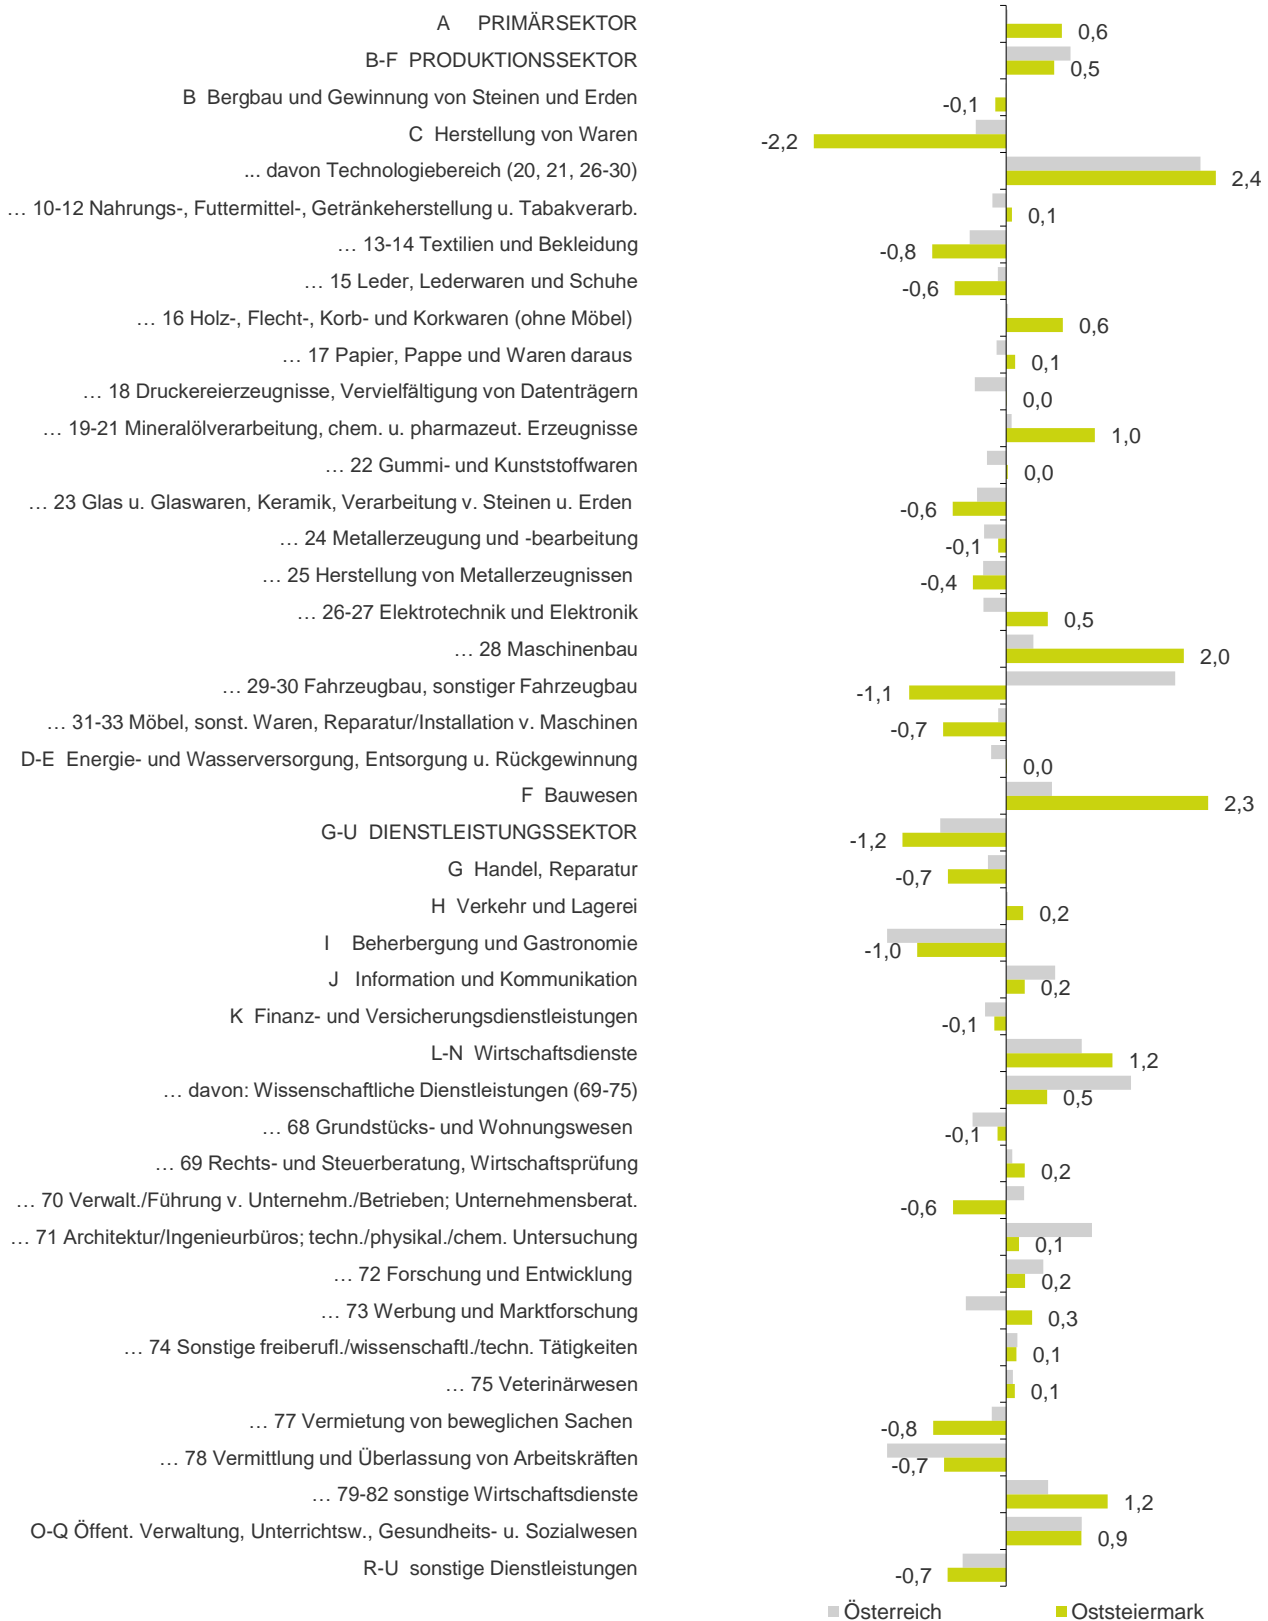 A PRIMÄRSEKTOR 0,6
B-F PRODUKTIONSSEKTOR 0,5
B Bergbau und Gewinnung von Steinen und Erden -0,1
C Herstellung von Waren -2,2
... davon Technologiebereich (20, 21, 26-30) 2,4
… 10-12 Nahrungs-, Futtermittel-, Getränkeherstellung u. Tabakverarb. 0,1
… 13-14 Textilien und Bekleidung -0,8
… 15 Leder, Lederwaren und Schuhe -0,6
… 16 Holz-, Flecht-, Korb- und Korkwaren (ohne Möbel) 0,6
… 17 Papier, Pappe und Waren daraus 0,1
… 18 Druckereierzeugnisse, Vervielfältigung von Datenträgern 0,0
… 19-21 Mineralölverarbeitung, chem. u. pharmazeut. Erzeugnisse 1,0
… 22 Gummi- und Kunststoffwaren 0,0
… 23 Glas u. Glaswaren, Keramik, Verarbeitung v. Steinen u. Erden -0,6
… 24 Metallerzeugung und -bearbeitung -0,1
… 25 Herstellung von Metallerzeugnissen -0,4
… 26-27 Elektrotechnik und Elektronik 0,5
… 28 Maschinenbau 2,0
… 29-30 Fahrzeugbau, sonstiger Fahrzeugbau -1,1
… 31-33 Möbel, sonst. Waren, Reparatur/Installation v. Maschinen -0,7
D-E Energie- und Wasserversorgung, Entsorgung u. Rückgewinnung 0,0
F Bauwesen 2,3
G-U DIENSTLEISTUNGSSEKTOR -1,2
G Handel, Reparatur -0,7
H Verkehr und Lagerei 0,2
I Beherbergung und Gastronomie -1,0
J Information und Kommunikation 0,2
K Finanz- und Versicherungsdienstleistungen -0,1
L-N Wirtschaftsdienste 1,2
… davon: Wissenschaftliche Dienstleistungen (69-75) 0,5
… 68 Grundstücks- und Wohnungswesen -0,1
… 69 Rechts- und Steuerberatung, Wirtschaftsprüfung 0,2
… 70 Verwalt./Führung v. Unternehm./Betrieben; Unternehmensberat. -0,6
… 71 Architektur/Ingenieurbüros; techn./physikal./chem. Untersuchung 0,1
… 72 Forschung und Entwicklung 0,2
… 73 Werbung und Marktforschung 0,3
… 74 Sonstige freiberufl./wissenschaftl./techn. Tätigkeiten 0,1
… 75 Veterinärwesen 0,1
… 77 Vermietung von beweglichen Sachen -0,8
… 78 Vermittlung und Überlassung von Arbeitskräften -0,7
… 79-82 sonstige Wirtschaftsdienste 1,2
O-Q Öffent. Verwaltung, Unterrichtsw., Gesundheits- u. Sozialwesen 0,9
R-U sonstige Dienstleistungen -0,7
Österreich Oststeiermark